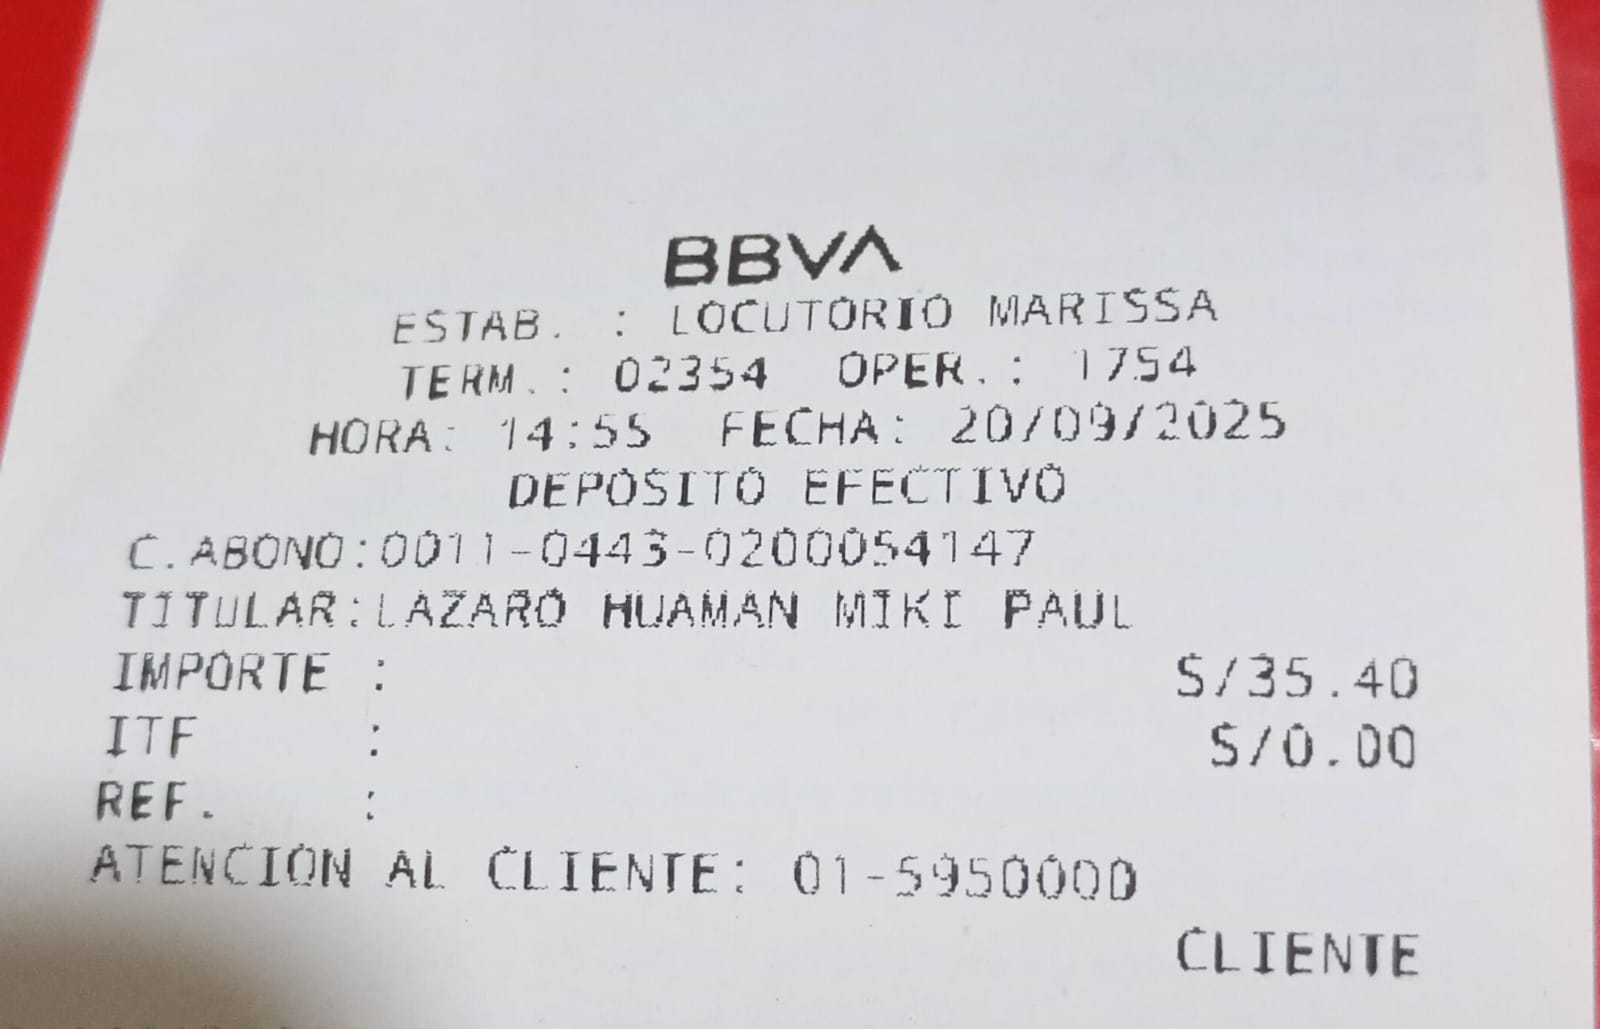 BBVA
ESTAB. : LOCUTORIO MARISSA
TERM.: 02354 OPER.: 1754
HORA: 14:55 FECHA: 20/09/2025
DEPOSITO EFECTIVO
C.ABONO:0011-0443-0200054147
TITULAR:LAZARO HUAMAN MIKI PAUL
IMPORTE : S/35.40
ITF : S/0.00
REF. :
ATENCION AL CLIENTE: 01-5950000
CLIENTE